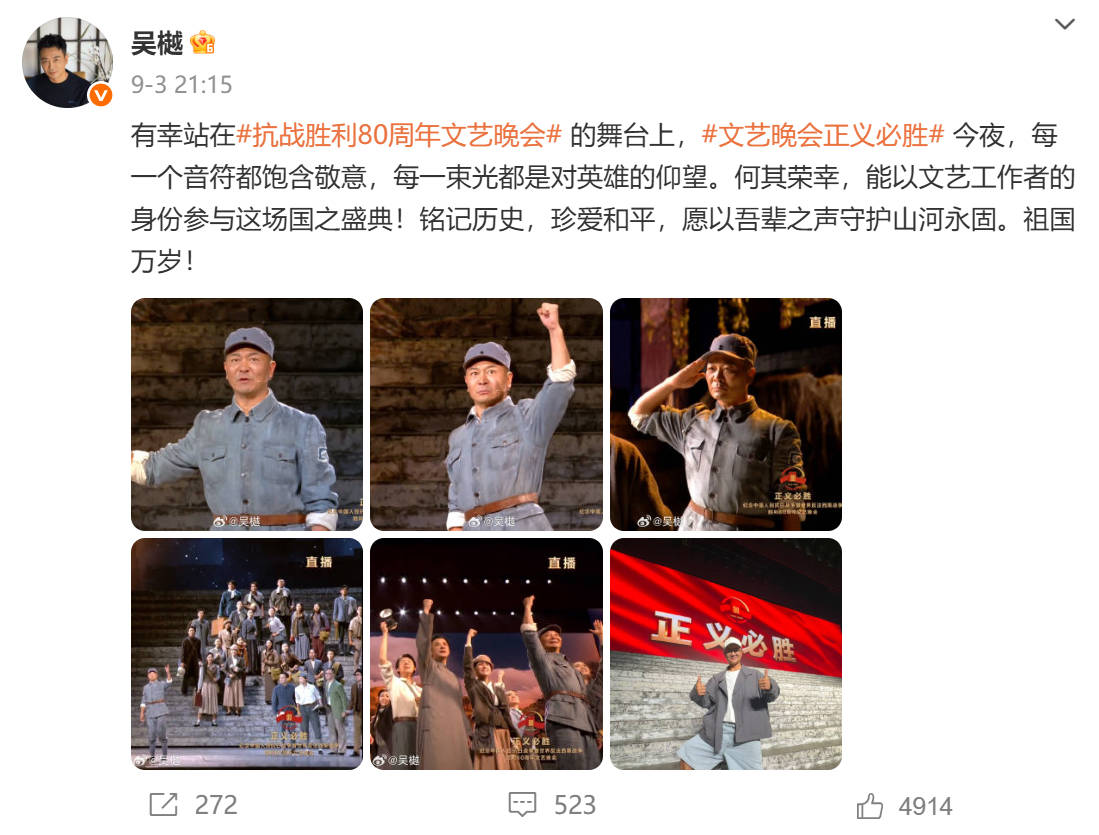 吴樾
9-3 21:15
有幸站在#抗战胜利80周年文艺晚会# 的舞台上，#文艺晚会正义必胜# 今夜，每
一个音符都饱含敬意，每一束光都是对英雄的仰望。何其荣幸，能以文艺工作者的
身份参与这场国之盛典！铭记历史，珍爱和平，愿以吾辈之声守护山河永固。祖国
万岁！
@吴樾
@吴樾
直播
正义必胜
@吴樾
直播
正义必胜
@吴樾
直播
正义必胜
@吴樾
正义必胜
272
523
4914